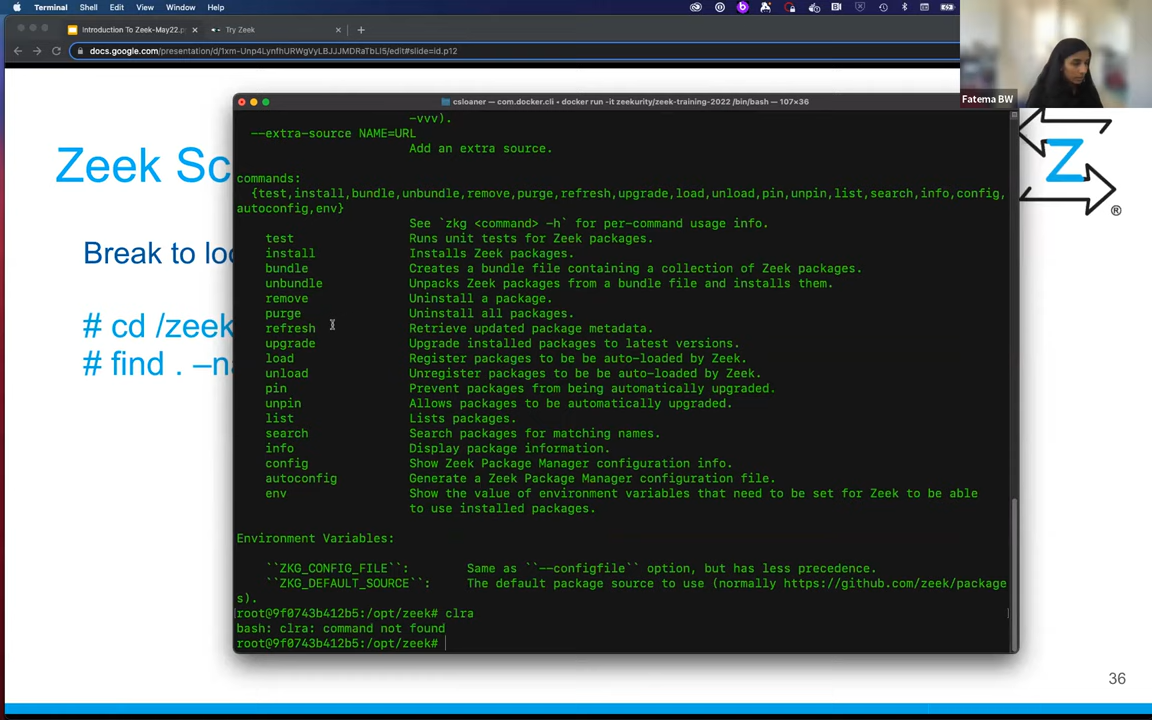 Terminal Shell Edit View Window Help
Introduction To Zeek-May22.p
Try Zeek
docs.google.com/presentation/d/1xm-Unp4LynfhURWgVyLBJJJMDRTaTbLI5/edit#slide=id.p12
Fatema BW
csloaner — com.docker.cli • docker run -it zeekurity/zeek-training-2022 /bin/bash — 107×36
Zeek Sc
Break to loo
# cd /zeek
# find . –na
-vvv).
--extra-source NAME=URL
Add an extra source.
commands:
{test,install,bundle,unbundle,remove,purge,refresh,upgrade,load,unload,pin,unpin,list,search,info,config,
autoconfig,env}
See `zkg <command> -h` for per-command usage info.
test Runs unit tests for Zeek packages.
install Installs Zeek packages.
bundle Creates a bundle file containing a collection of Zeek packages.
unbundle Unpacks Zeek packages from a bundle file and installs them.
remove Uninstall a package.
purge Uninstall all packages.
refresh Retrieve updated package metadata.
upgrade Upgrade installed packages to latest versions.
load Register packages to be be auto-loaded by Zeek.
unload Unregister packages to be be auto-loaded by Zeek.
pin Prevent packages from being automatically upgraded.
unpin Allows packages to be automatically upgraded.
list Lists packages.
search Search packages for matching names.
info Display package information.
config Show Zeek Package Manager configuration info.
autoconfig Generate a Zeek Package Manager configuration file.
env Show the value of environment variables that need to be set for Zeek to be able
to use installed packages.
Environment Variables:
``ZKG_CONFIG_FILE``: Same as ``--configfile`` option, but has less precedence.
``ZKG_DEFAULT_SOURCE``: The default package source to use (normally https://github.com/zeek/package
s).
root@9f0743b412b5:/opt/zeek# clra
bash: clra: command not found
root@9f0743b412b5:/opt/zeek#
Z
®
36